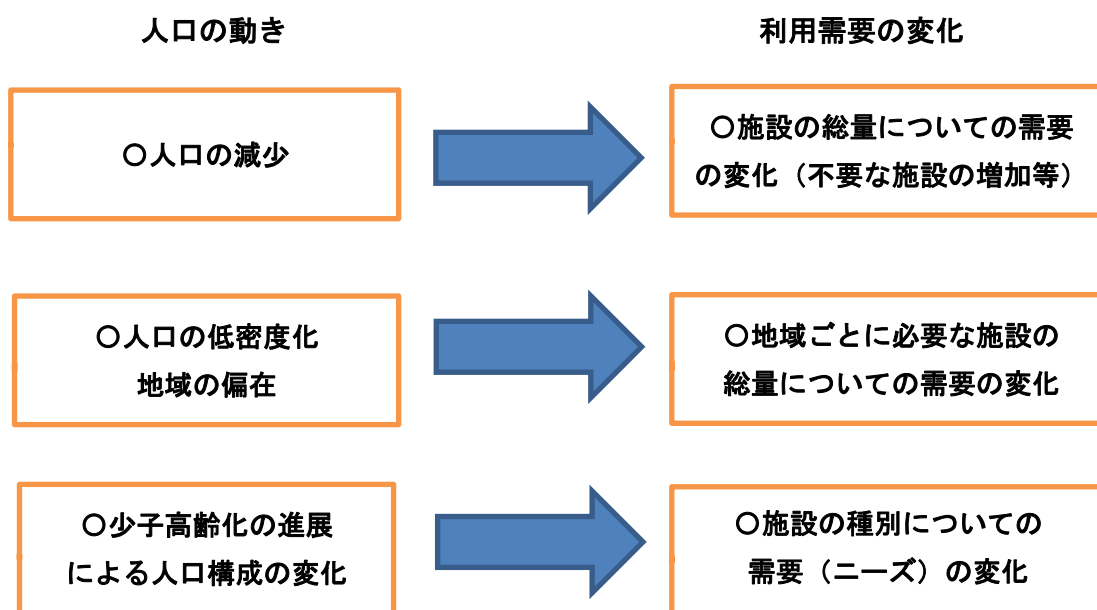 人口の動き
利用需要の変化
〇人口の減少
〇施設の総量についての需要
の変化（不要な施設の増加等）
〇人口の低密度化
地域の偏在
〇地域ごとに必要な施設の
総量についての需要の変化
〇少子高齢化の進展
による人口構成の変化
〇施設の種別についての
需要（ニーズ）の変化